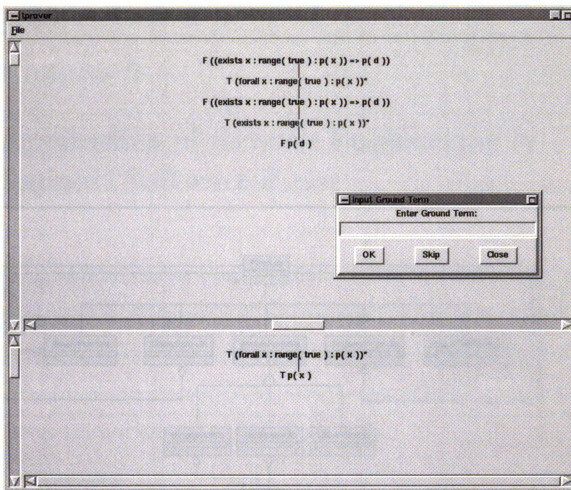 lprover
File
F ((exists x : range( true ) : p( x )) => p( d ))
T (forall x : range( true ) : p( x ))*
F ((exists x : range( true ) : p( x )) => p( d ))
T (exists x : range( true ) : p( x ))*
F p( d )
Input Ground Term
Enter Ground Term:
OK Skip Close
T (forall x : range( true ) : p( x ))*
T p( x )